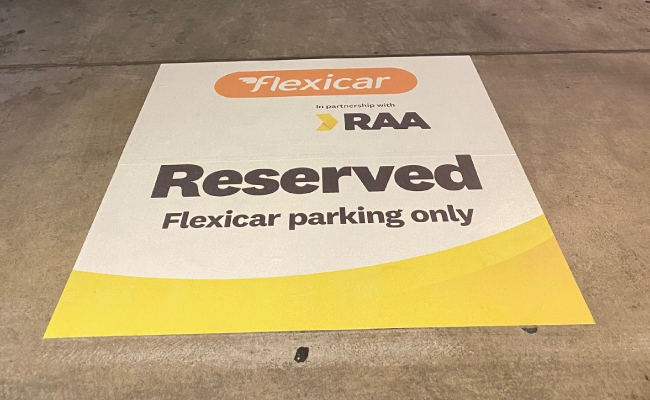 flexicar
In partnership with
RAA
Reserved
Flexicar parking only